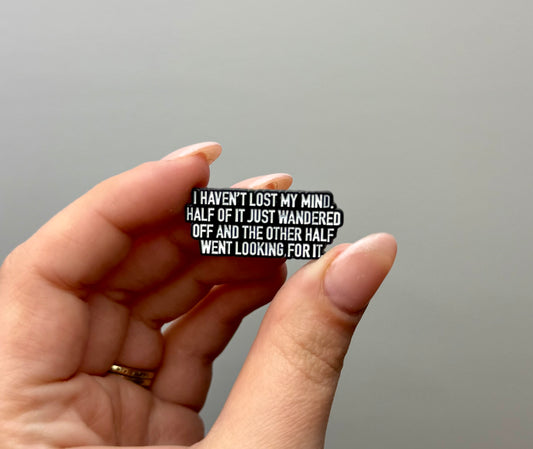 I HAVEN'T LOST MY MIND,
HALF OF IT JUST WANDERED
OFF AND THE OTHER HALF
WENT LOOKING FOR IT.